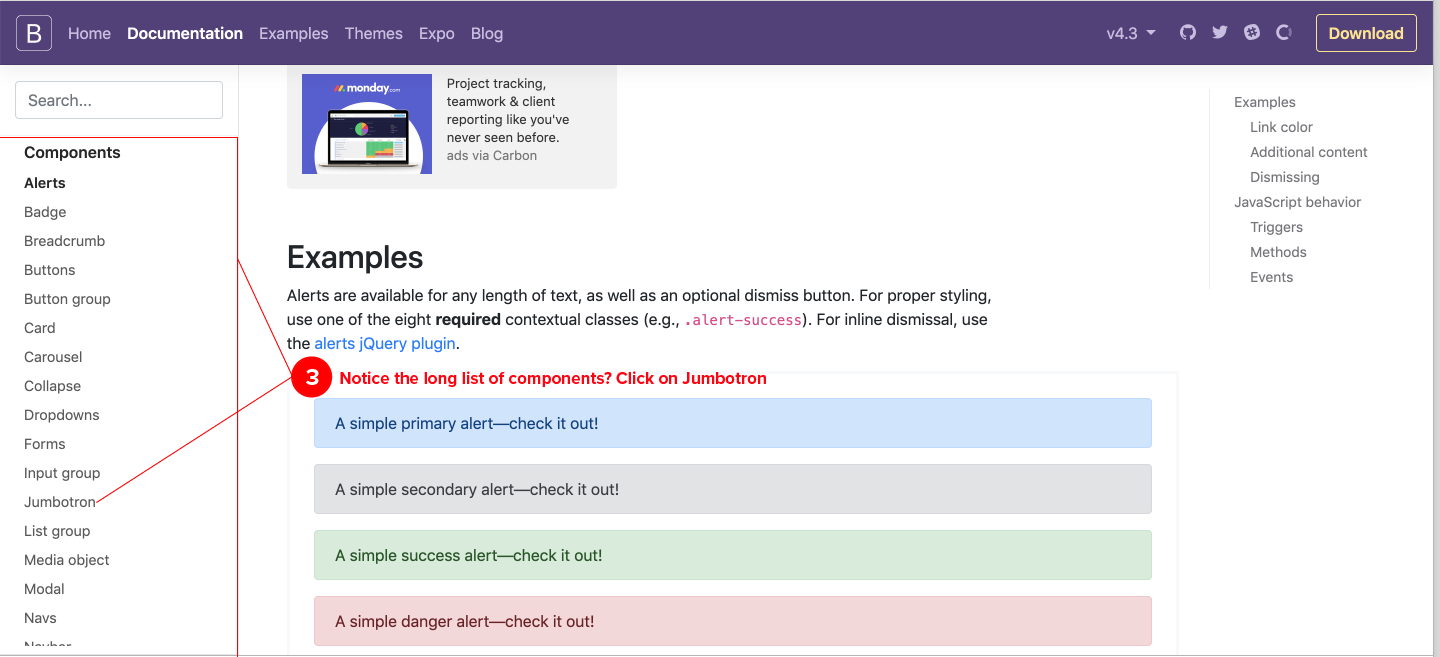 B Home Documentation Examples Themes Expo Blog v4.3 Download
Search...
Components
Alerts
Badge
Breadcrumb
Buttons
Button group
Card
Carousel
Collapse
Dropdowns
Forms
Input group
Jumbotron
List group
Media object
Modal
Navs
Navbar
monday.com
Project tracking,
teamwork & client
reporting like you've
never seen before.
ads via Carbon
Examples
Alerts are available for any length of text, as well as an optional dismiss button. For proper styling,
use one of the eight required contextual classes (e.g., .alert-success). For inline dismissal, use
the alerts jQuery plugin.
3 Notice the long list of components? Click on Jumbotron
A simple primary alert—check it out!
A simple secondary alert—check it out!
A simple success alert—check it out!
A simple danger alert—check it out!
Examples
Link color
Additional content
Dismissing
JavaScript behavior
Triggers
Methods
Events